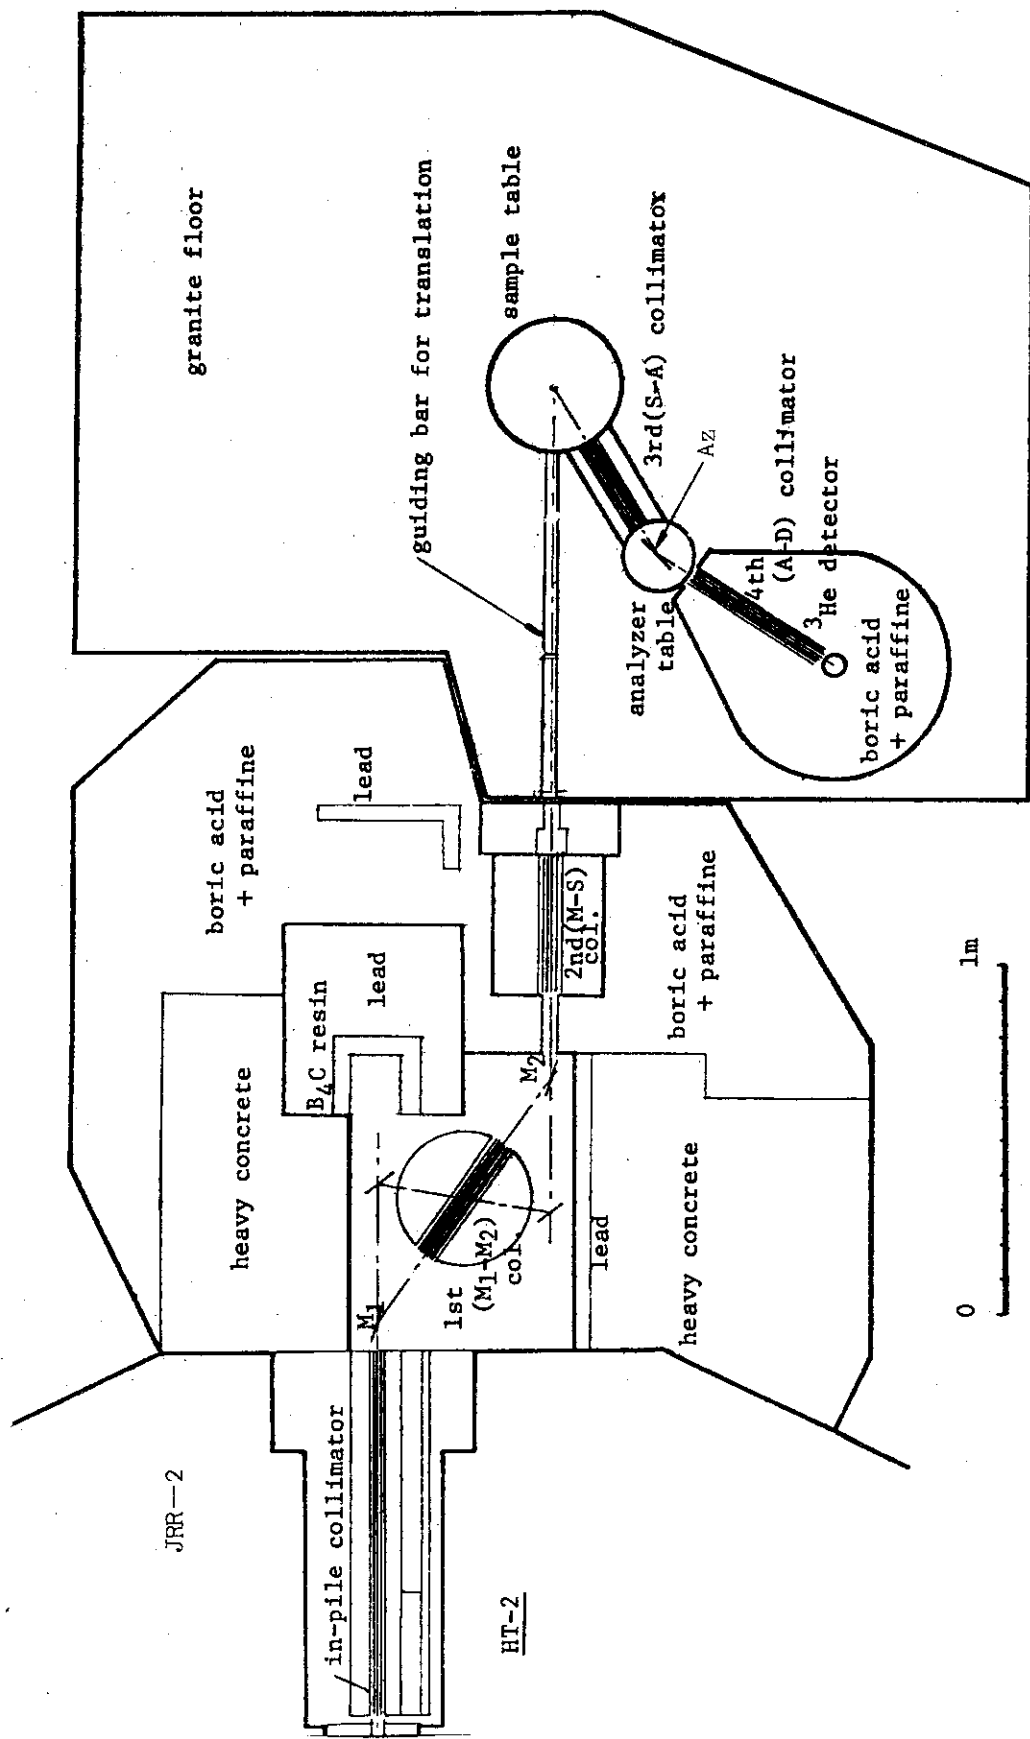 JRR—2
HT-2
in-pile collimator
heavy concrete
M1
1st
(M1-M2)
col.
B4C resin
lead
boric acid
+ paraffine
lead
M2
2nd(M-S)
col.
lead
heavy concrete
boric acid
+ paraffine
0
1m
granite floor
guiding bar for translation
sample table
3rd(S-A) collimator
AZ
analyzer
table
4th
(A-D) collimator
3He detector
boric acid
+ paraffine